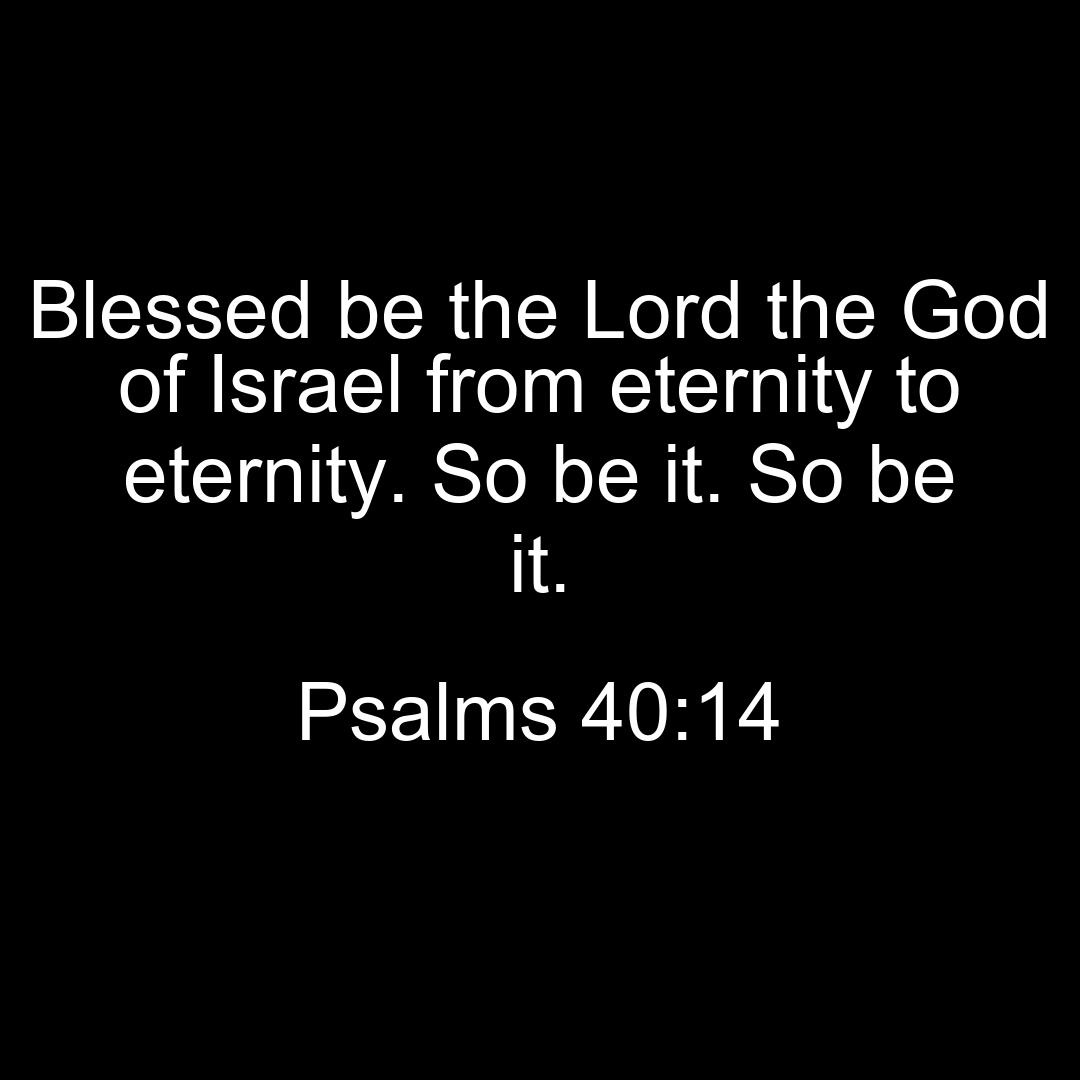 Blessed be the Lord the God
of Israel from eternity to
eternity. So be it. So be
it.
Psalms 40:14